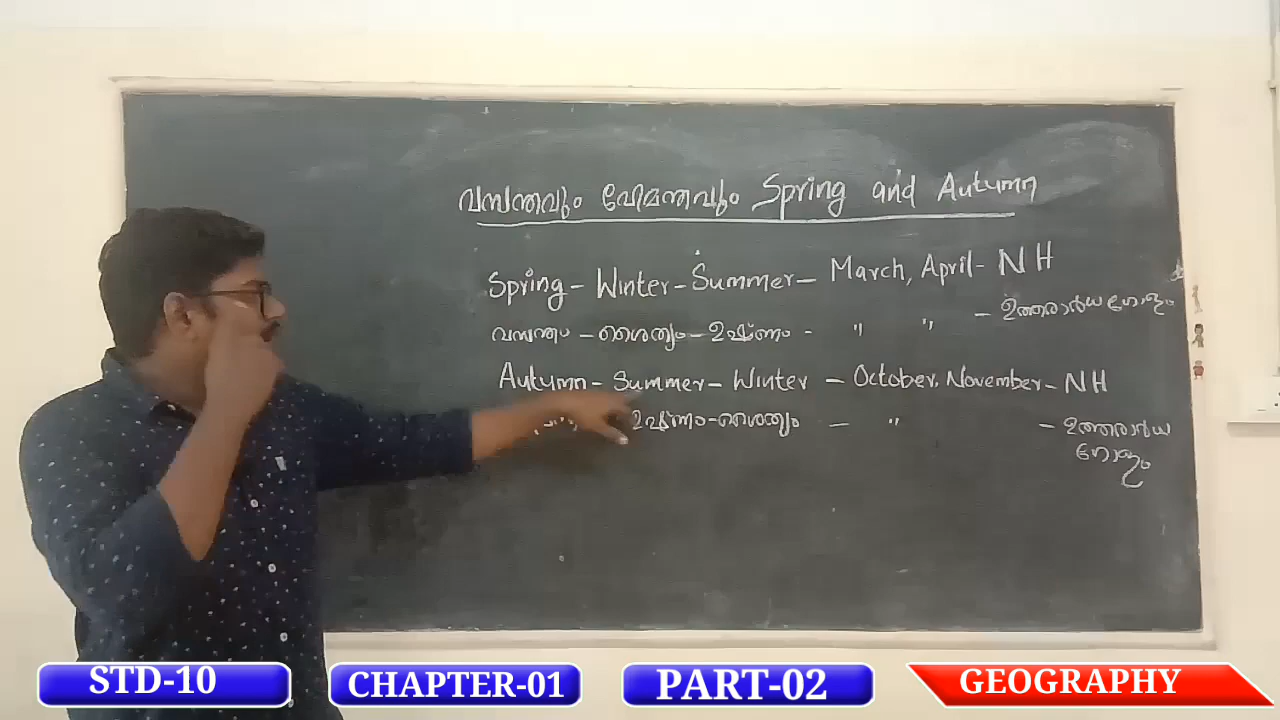 വസന്തവും ഹേമന്തവും Spring and Autumn
Spring - Winter - Summer - March, April - NH
വസന്തം - ശൈത്യം - ഉഷ്ണം - " " - ഉത്തരാർധ ഗോളം
Autumn - Summer - Winter - October, November - NH
ഉഷ്ണം - ശൈത്യം - " - ഉത്തരാർധ
ഗോളം
STD-10
CHAPTER-01
PART-02
GEOGRAPHY